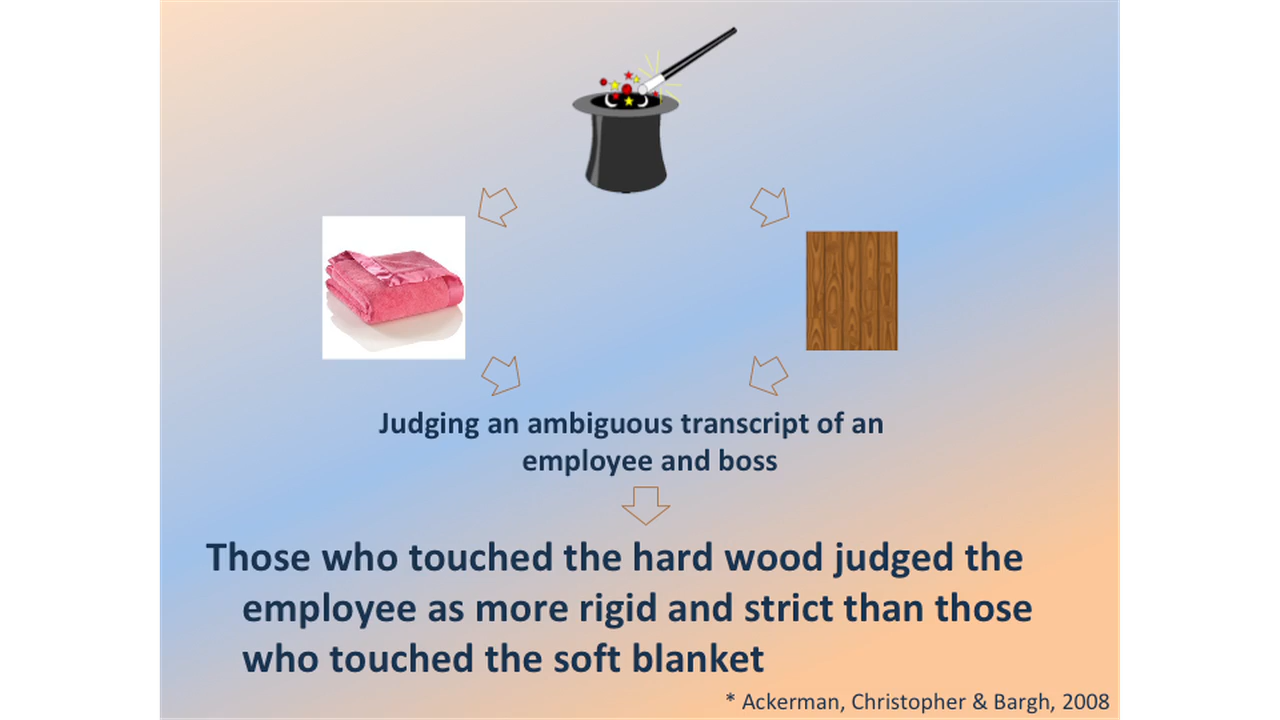 Judging an ambiguous transcript of an
employee and boss
Those who touched the hard wood judged the
employee as more rigid and strict than those
who touched the soft blanket
* Ackerman, Christopher & Bargh, 2008